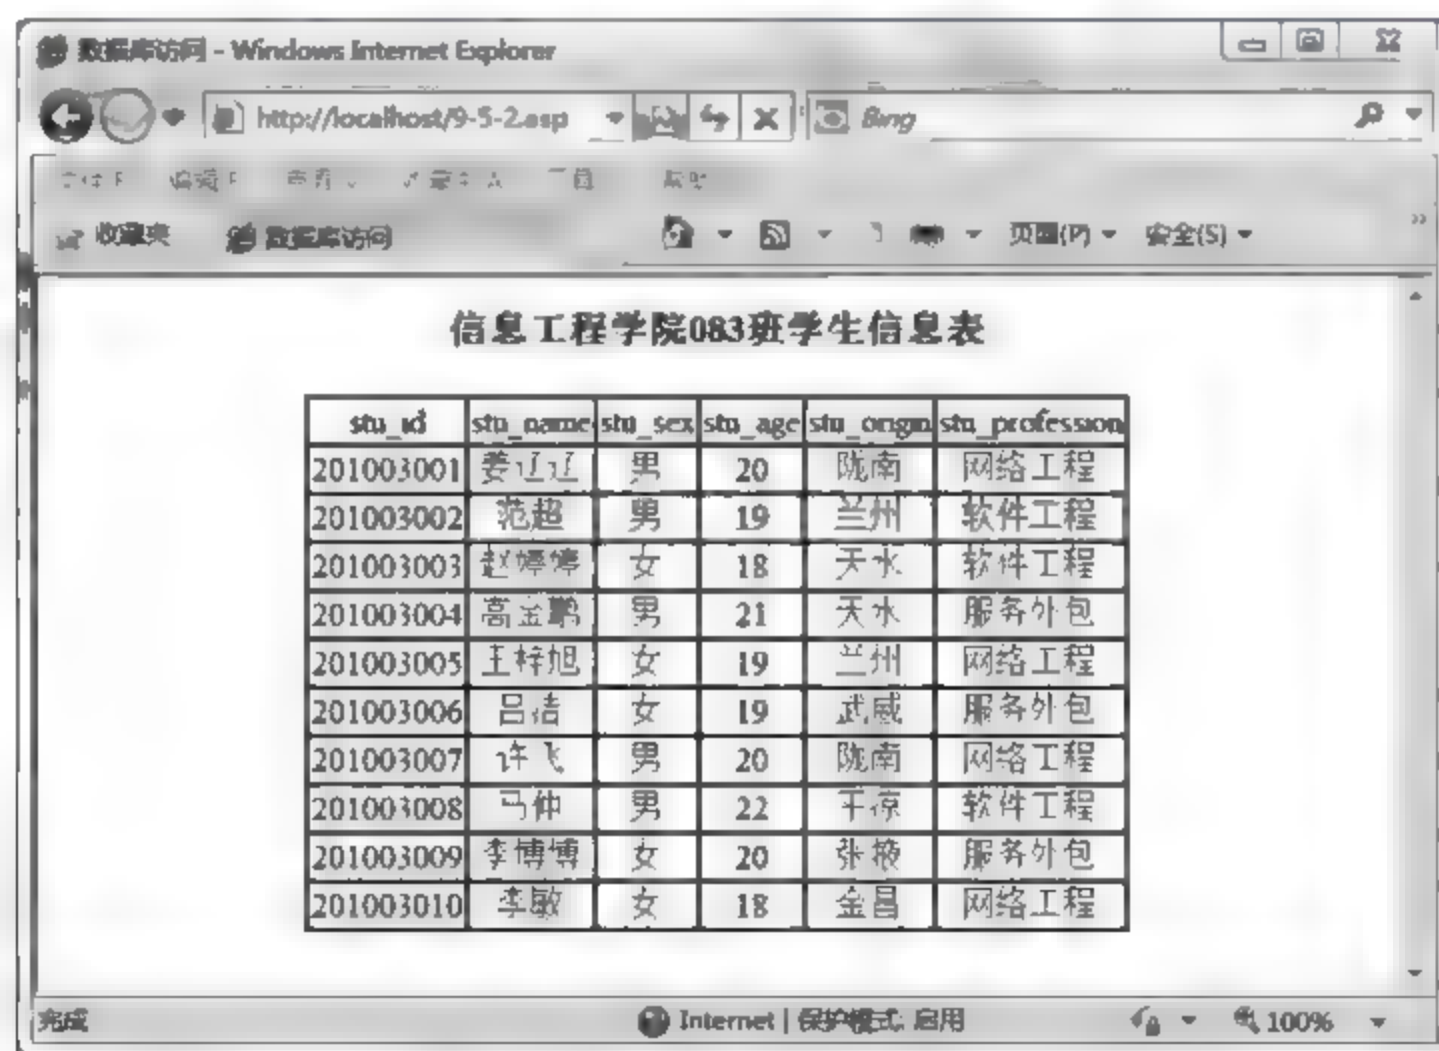 数据库访问 - Windows Internet Explorer
http://localhost/9-5-2.asp Bing
收藏夹 数据库访问 页面(P) 安全(S)
信息工程学院083班学生信息表
stu_id stu_name stu_sex stu_age stu_origin stu_profession
201003001 姜辽辽 男 20 陇南 网络工程
201003002 范超 男 19 兰州 软件工程
201003003 赵婷婷 女 18 天水 软件工程
201003004 高金鹏 男 21 天水 服务外包
201003005 王梓旭 女 19 兰州 网络工程
201003006 吕洁 女 19 武威 服务外包
201003007 许飞 男 20 陇南 网络工程
201003008 马仲 男 22 平凉 软件工程
201003009 李博博 女 20 张掖 服务外包
201003010 李敏 女 18 金昌 网络工程
完成 Internet | 保护模式: 启用 100%